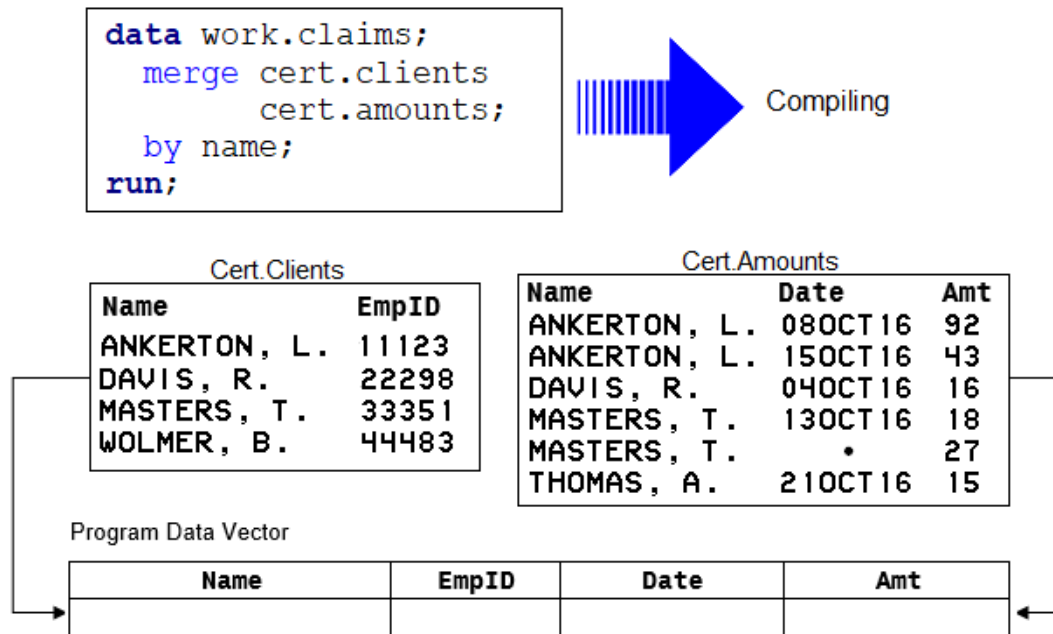 data work.claims;
merge cert.clients
cert.amounts;
by name;
run;
Compiling
Cert.Clients
Name EmpID
ANKERTON, L. 11123
DAVIS, R. 22298
MASTERS, T. 33351
WOLMER, B. 44483
Cert.Amounts
Name Date Amt
ANKERTON, L. 08OCT16 92
ANKERTON, L. 15OCT16 43
DAVIS, R. 04OCT16 16
MASTERS, T. 13OCT16 18
MASTERS, T. • 27
THOMAS, A. 21OCT16 15
Program Data Vector
Name EmpID Date Amt